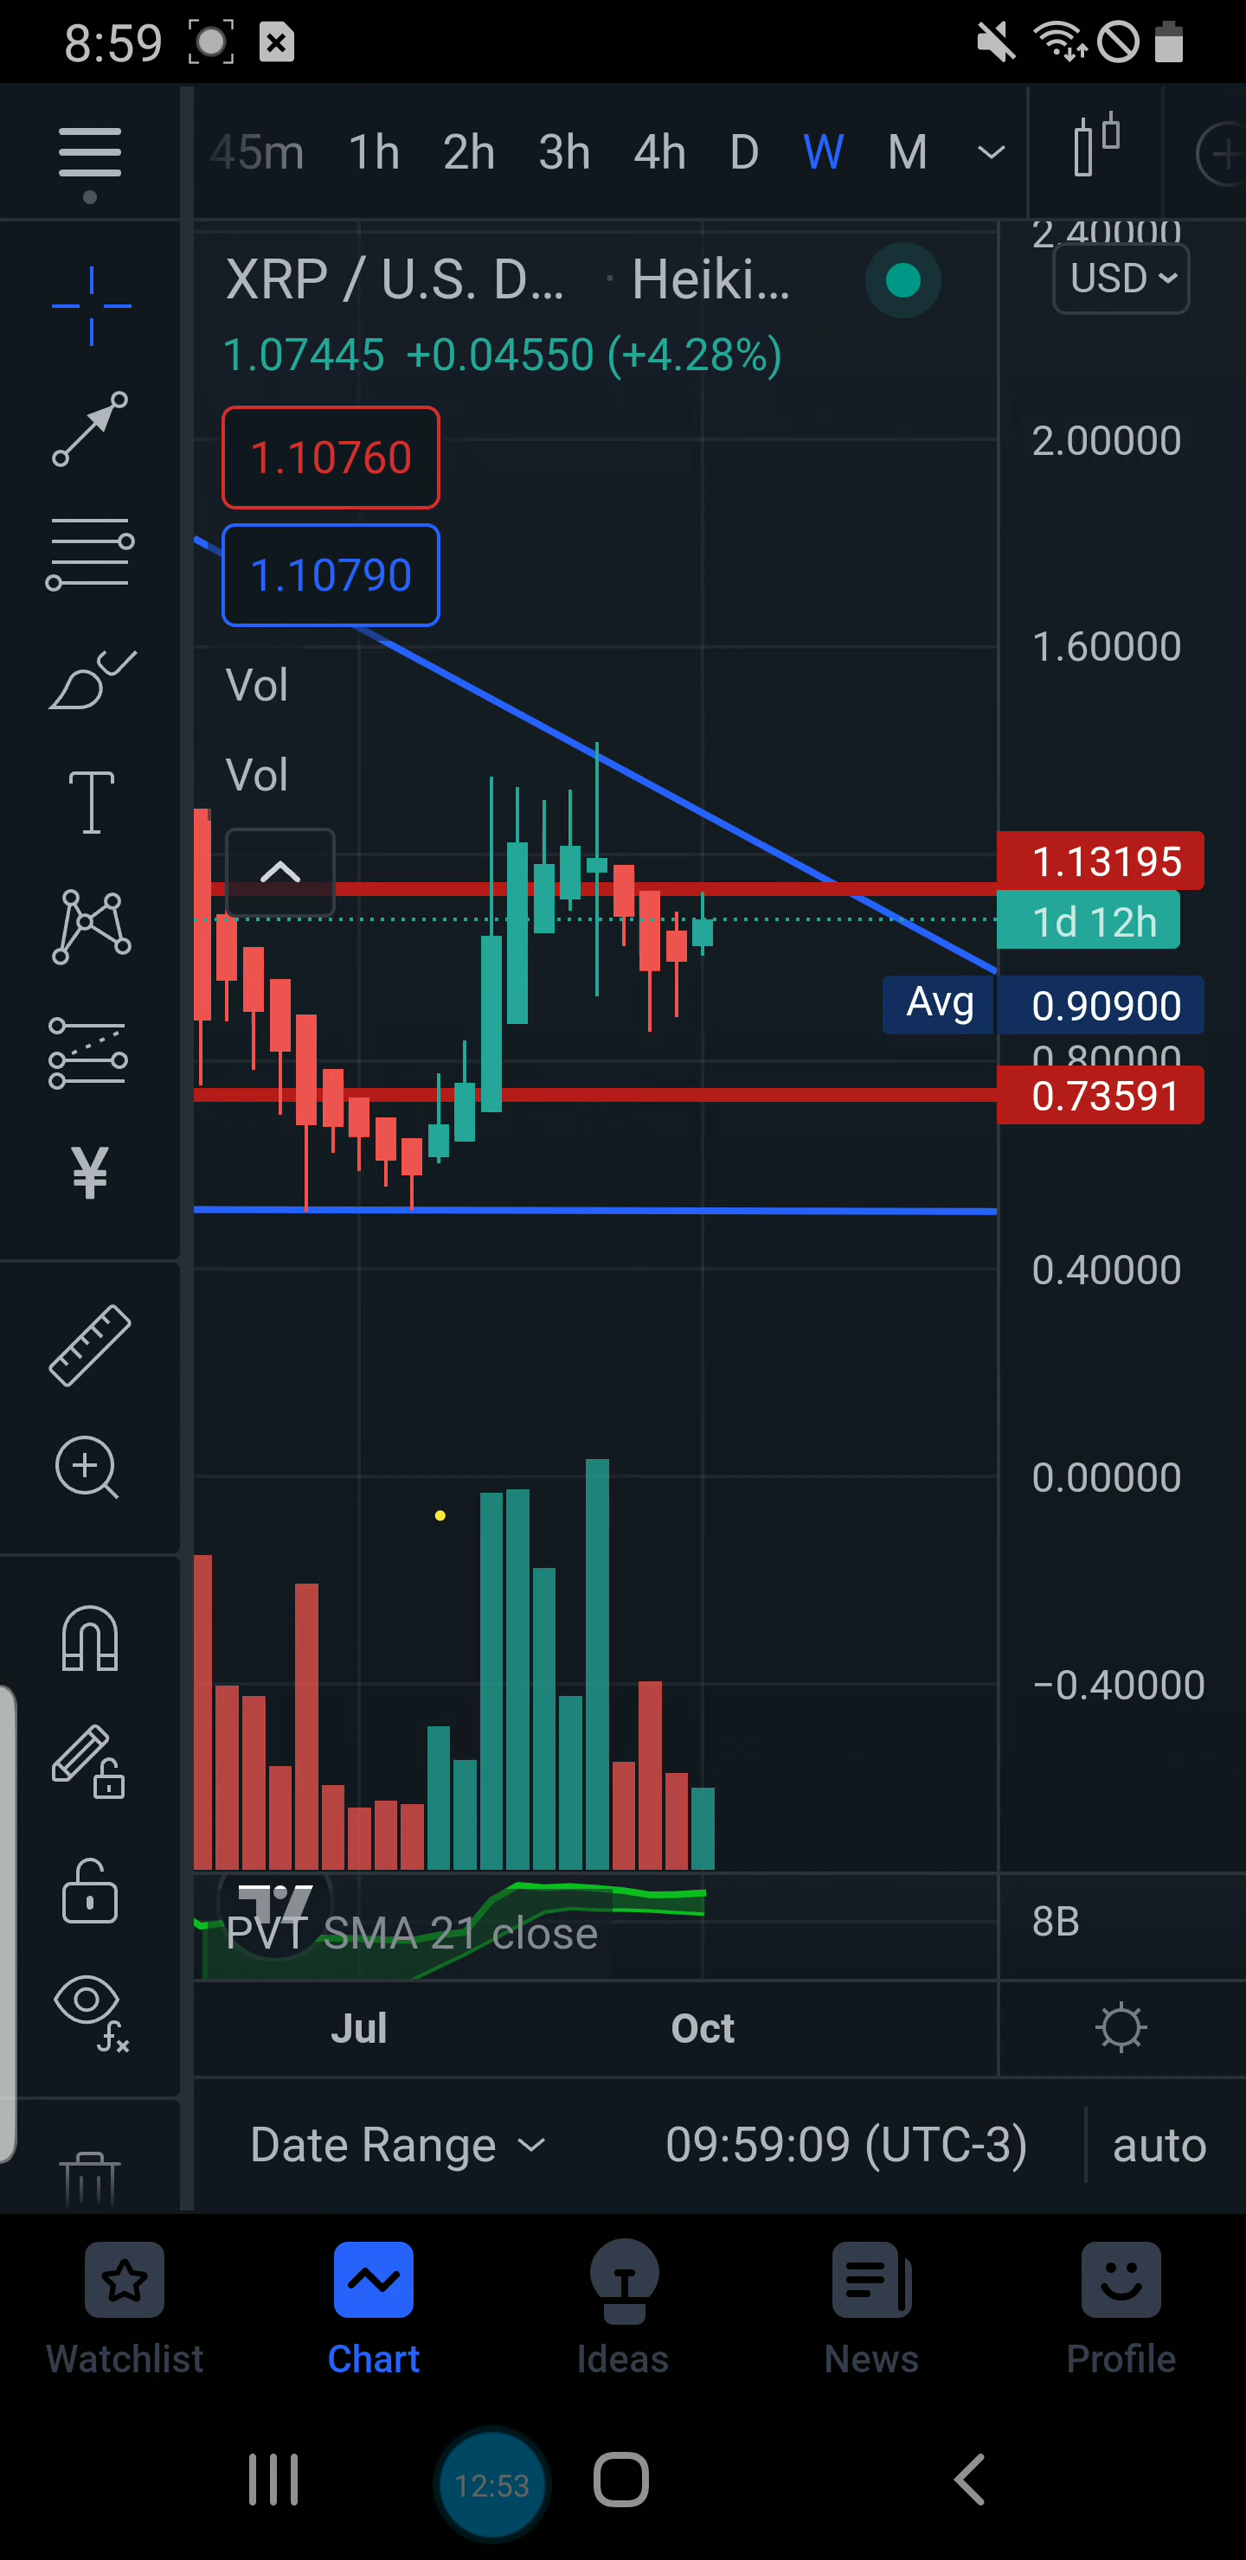 8:59
45m 1h 2h 3h 4h D W M
2.40000
XRP / U.S. D... · Heiki...
USD
1.07445 +0.04550 (+4.28%)
1.10760
2.00000
1.10790
1.60000
Vol
Vol
1.13195
1d 12h
Avg 0.90900
0.80000
0.73591
0.40000
0.00000
−0.40000
PVT SMA 21 close
8B
Jul Oct
Date Range 09:59:09 (UTC-3) auto
Watchlist Chart Ideas News Profile
12:53